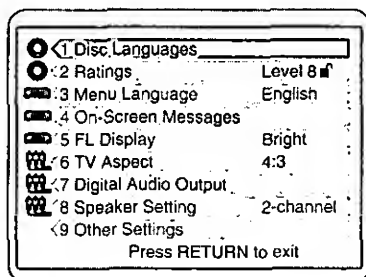 1 Disc Languages
2 Ratings Level 8
3 Menu Language English
4 On-Screen Messages
5 FL Display Bright
6 TV Aspect 4:3
7 Digital Audio Output
8 Speaker Setting 2-channel
9 Other Settings
Press RETURN to exit